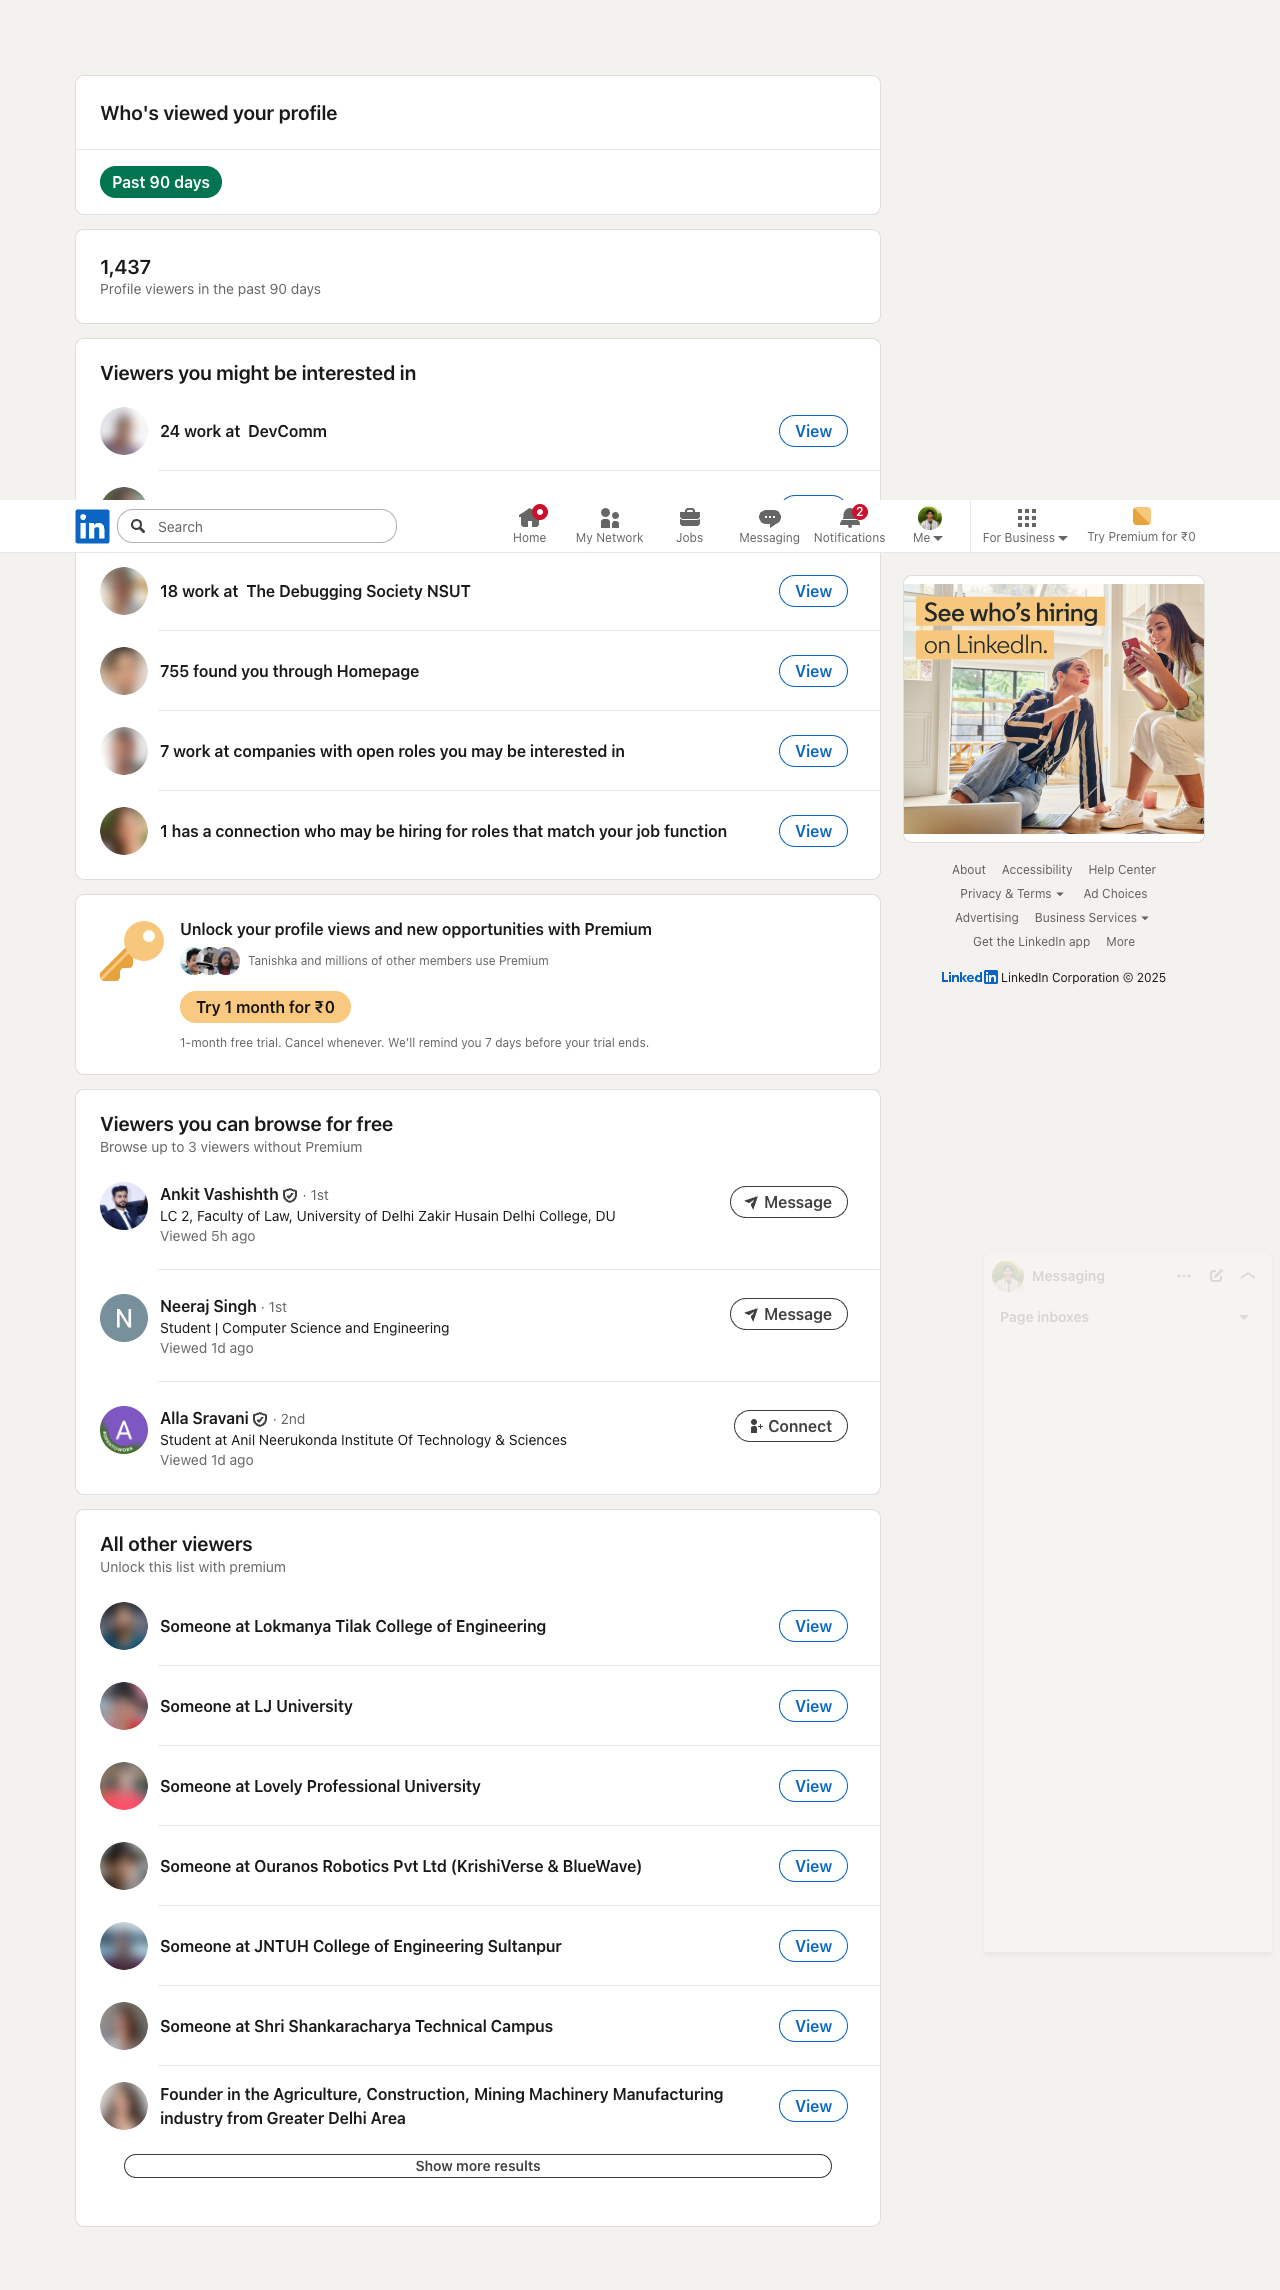 Who's viewed your profile
Past 90 days
1,437
Profile viewers in the past 90 days
Viewers you might be interested in
24 work at DevComm
View
in
Search
Home
My Network
Jobs
Messaging
2
Notifications
Me
For Business
Try Premium for ₹0
18 work at The Debugging Society NSUT
View
755 found you through Homepage
View
7 work at companies with open roles you may be interested in
View
1 has a connection who may be hiring for roles that match your job function
View
See who's hiring
on LinkedIn.
About Accessibility Help Center
Privacy & Terms Ad Choices
Advertising Business Services
Get the LinkedIn app More
LinkedIn LinkedIn Corporation © 2025
Unlock your profile views and new opportunities with Premium
Tanishka and millions of other members use Premium
Try 1 month for ₹0
1-month free trial. Cancel whenever. We'll remind you 7 days before your trial ends.
Viewers you can browse for free
Browse up to 3 viewers without Premium
Ankit Vashishth · 1st
LC 2, Faculty of Law, University of Delhi Zakir Husain Delhi College, DU
Viewed 5h ago
Message
N
Neeraj Singh · 1st
Student | Computer Science and Engineering
Viewed 1d ago
Message
A
#OPENTOWORK
Alla Sravani · 2nd
Student at Anil Neerukonda Institute Of Technology & Sciences
Viewed 1d ago
Connect
Messaging
Page inboxes
All other viewers
Unlock this list with premium
Someone at Lokmanya Tilak College of Engineering
View
Someone at LJ University
View
Someone at Lovely Professional University
View
Someone at Ouranos Robotics Pvt Ltd (KrishiVerse & BlueWave)
View
Someone at JNTUH College of Engineering Sultanpur
View
Someone at Shri Shankaracharya Technical Campus
View
Founder in the Agriculture, Construction, Mining Machinery Manufacturing
industry from Greater Delhi Area
View
Show more results